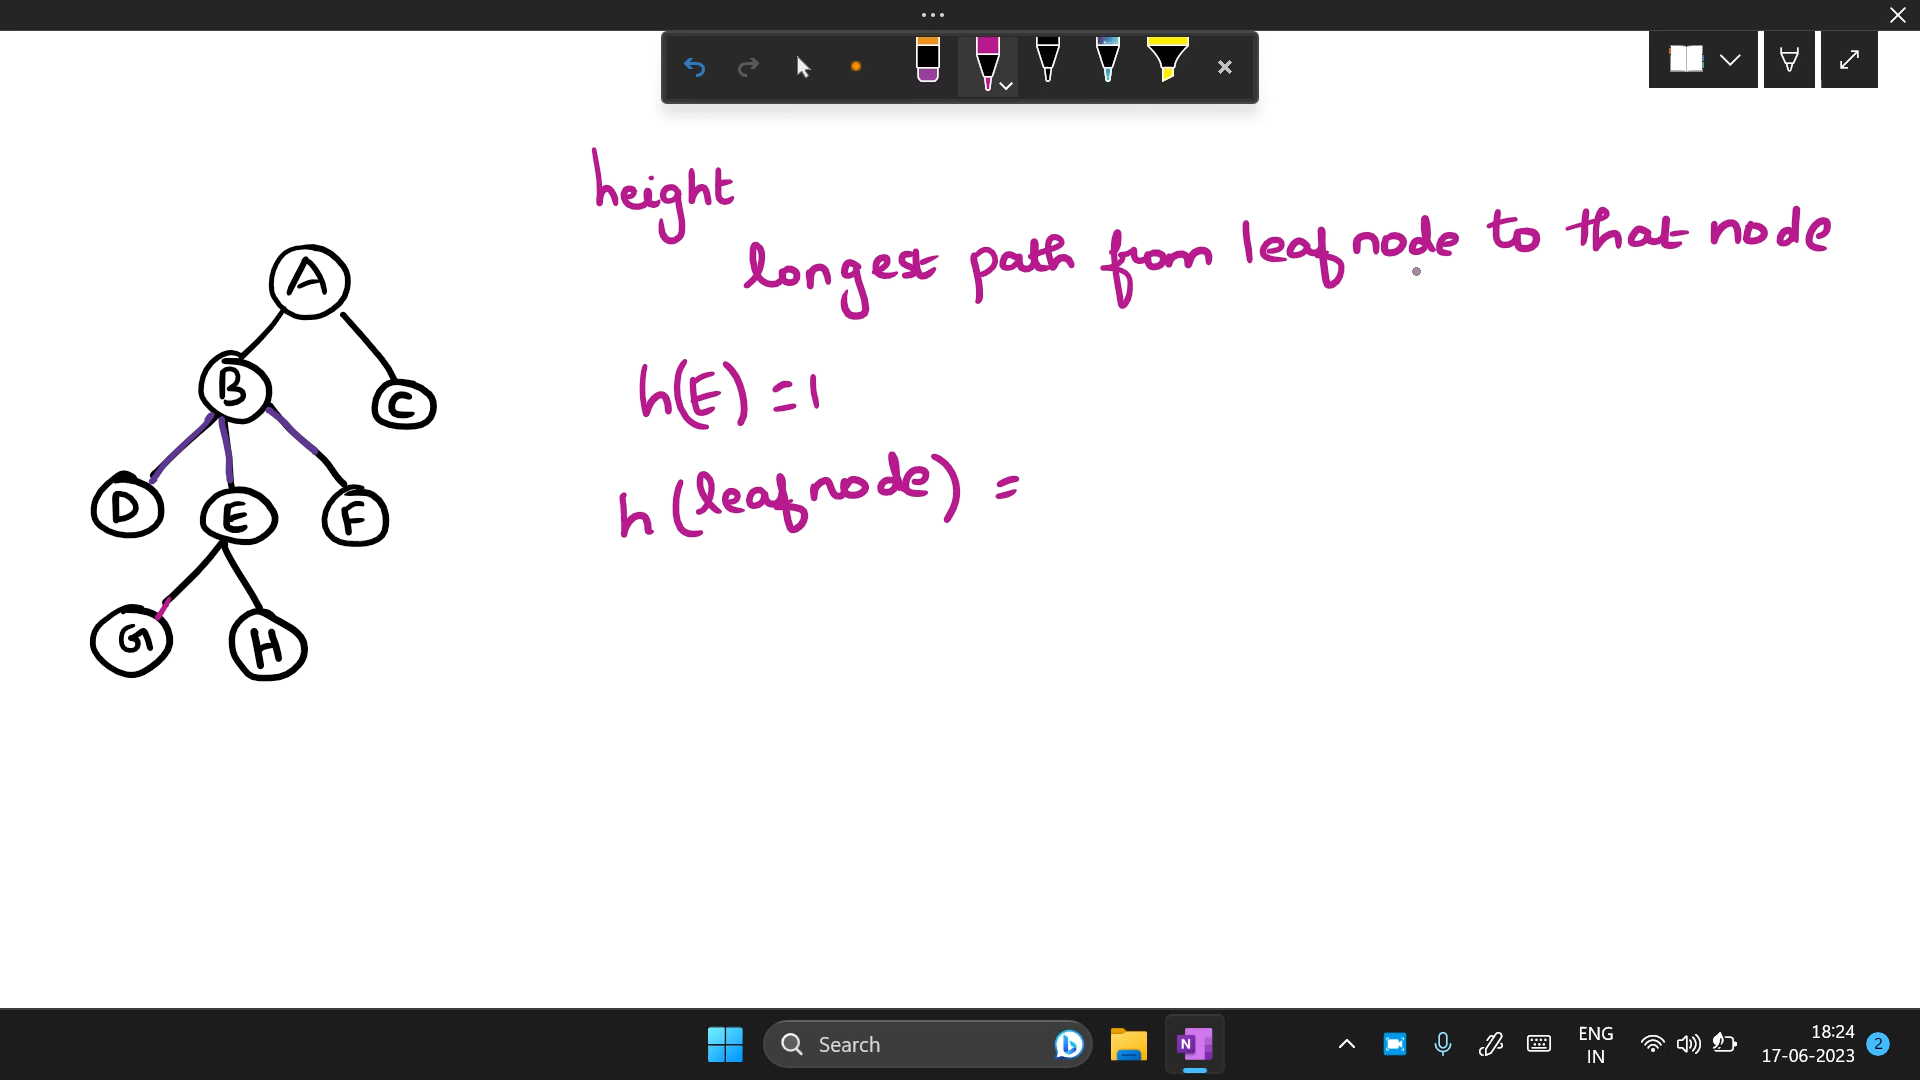 height
longest path from leaf node to that node
A
B
C
h(E) = 1
D
E
F
h (leaf node) =
G
H
Search
N
ENG
IN
18:24
17-06-2023
2